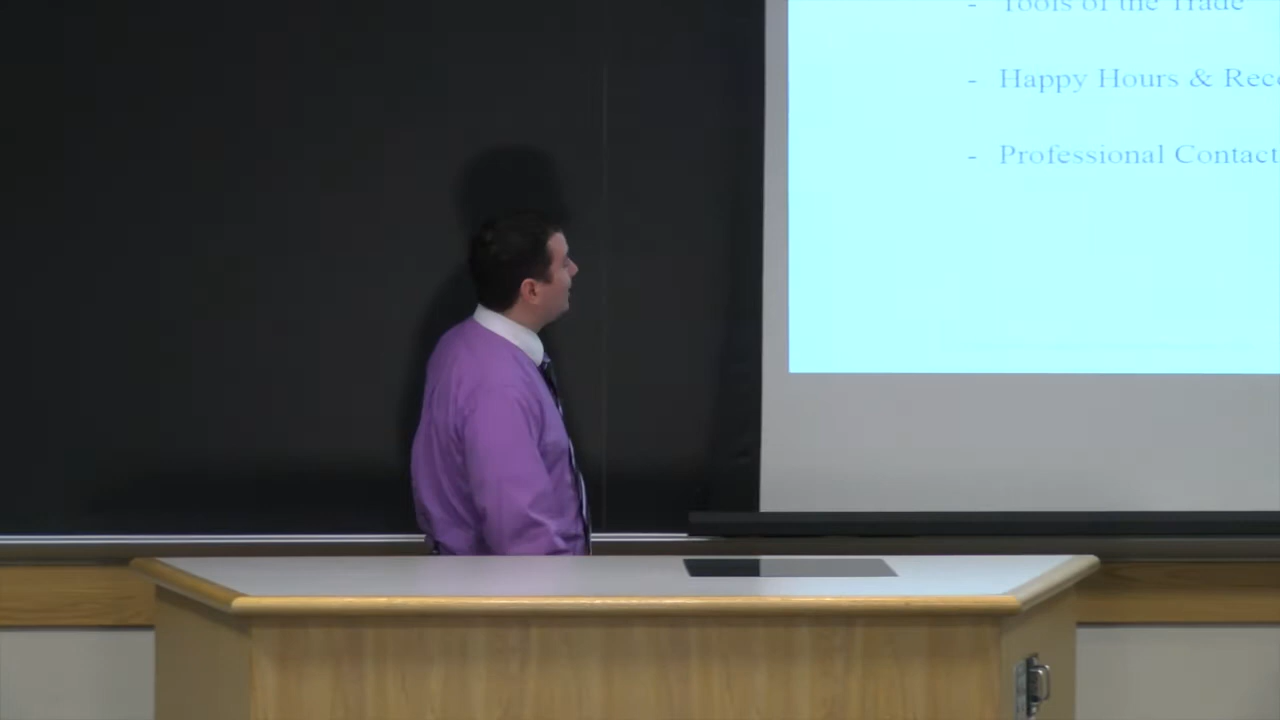 - Tools of the Trade
- Happy Hours & Rece
- Professional Contact